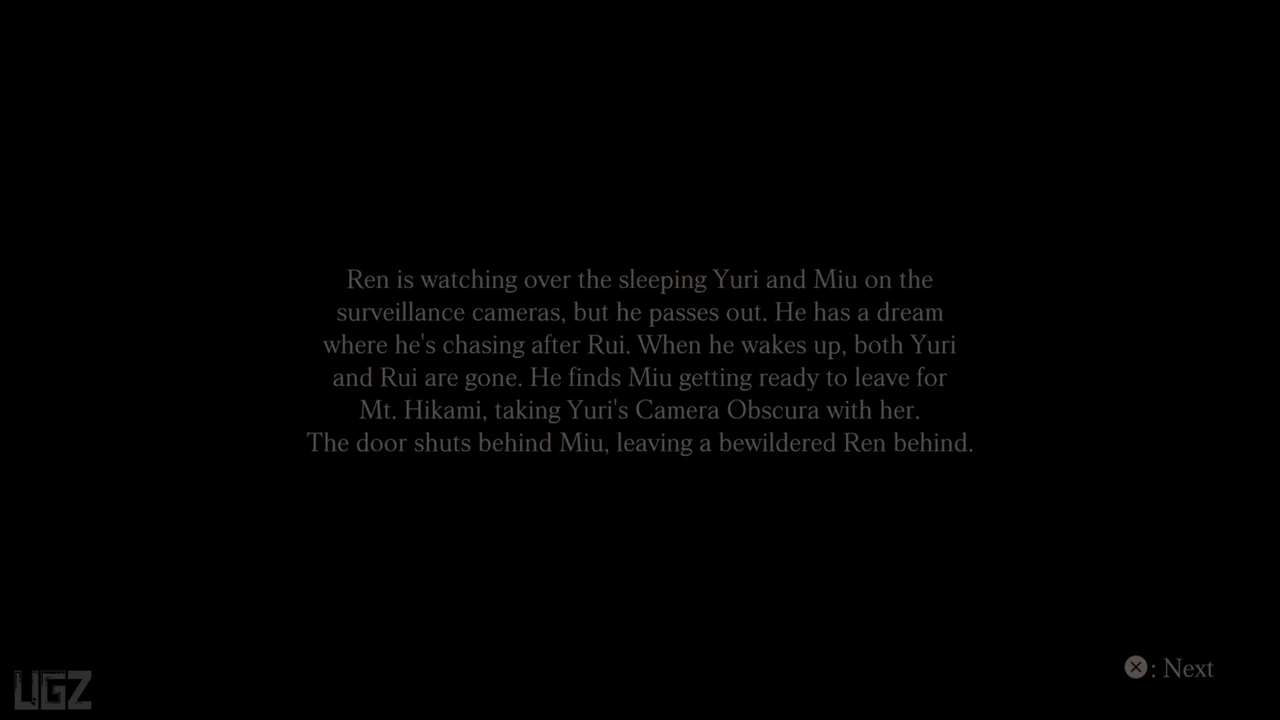 Ren is watching over the sleeping Yuri and Miu on the
surveillance cameras, but he passes out. He has a dream
where he's chasing after Rui. When he wakes up, both Yuri
and Rui are gone. He finds Miu getting ready to leave for
Mt. Hikami, taking Yuri's Camera Obscura with her.
The door shuts behind Miu, leaving a bewildered Ren behind.
: Next
UGZ